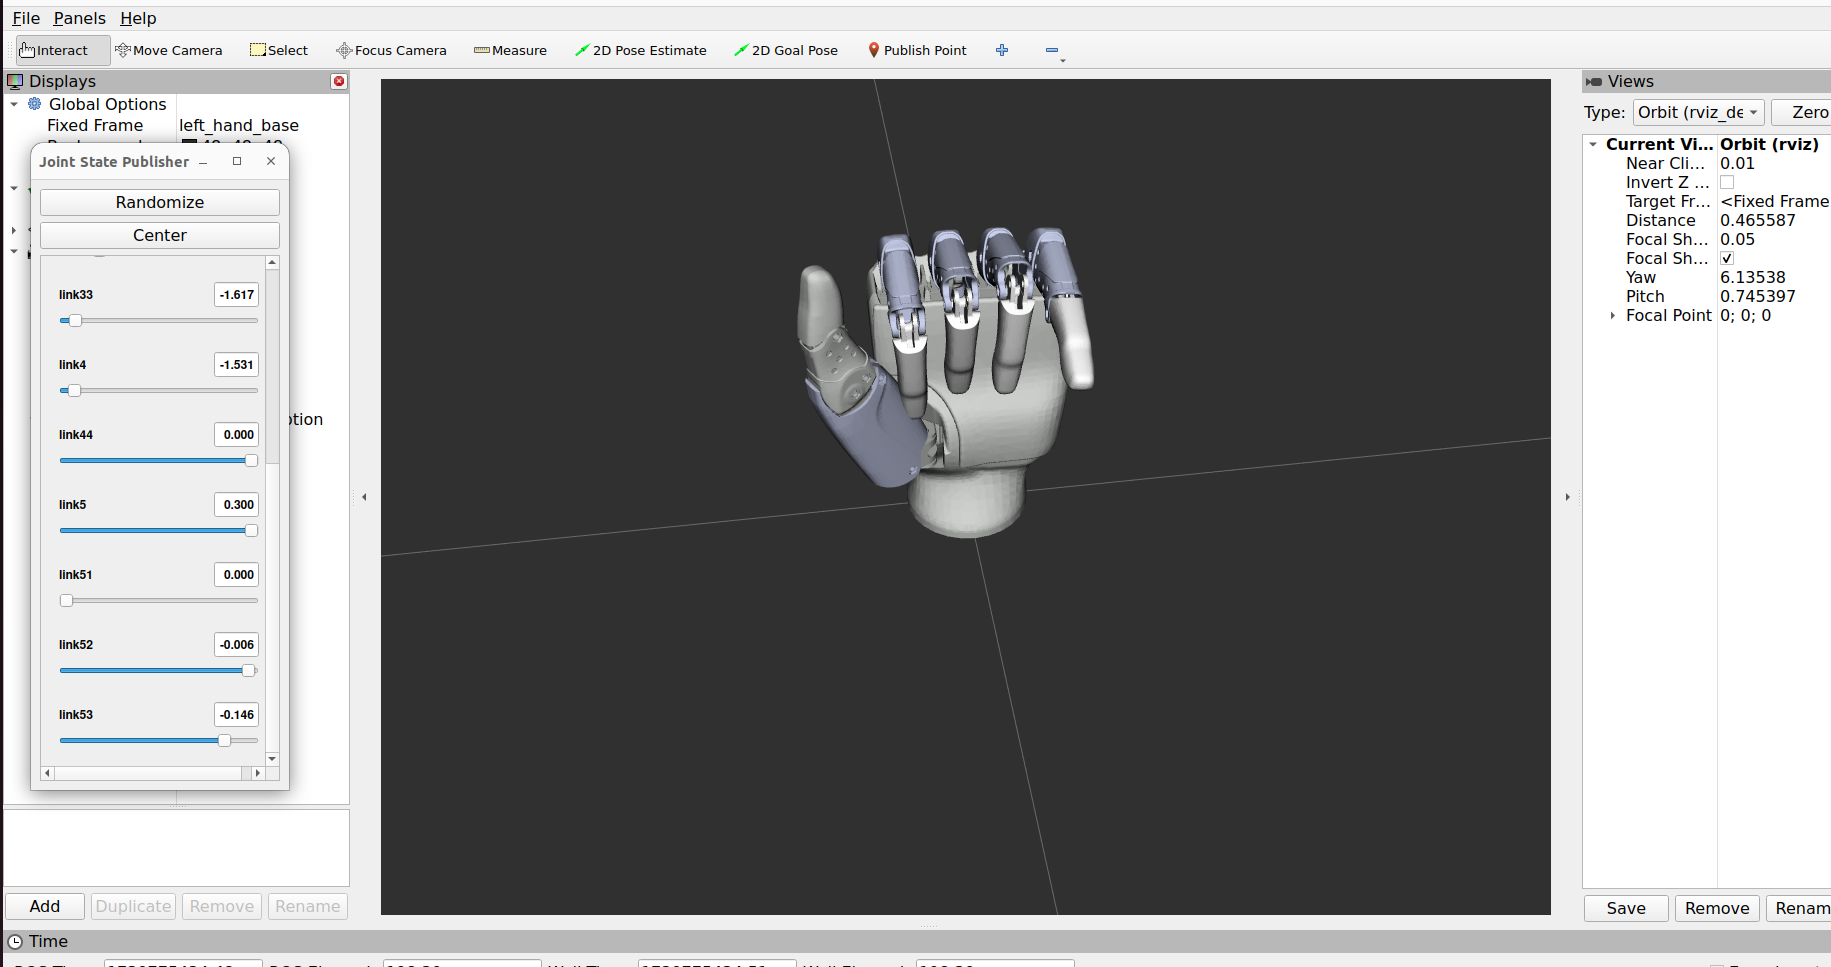 File Panels Help
Interact Move Camera Select Focus Camera Measure 2D Pose Estimate 2D Goal Pose Publish Point
Displays
Global Options
Fixed Frame left_hand_base
Joint State Publisher
Randomize
Center
link33 -1.617
link4 -1.531
link44 0.000
link5 0.300
link51 0.000
link52 -0.006
link53 -0.146
Add Duplicate Remove Rename
Views
Type: Orbit (rviz_de Zero
Current Vi... Orbit (rviz)
Near Cli... 0.01
Invert Z ...
Target Fr... <Fixed Frame
Distance 0.465587
Focal Sh... 0.05
Focal Sh...
Yaw 6.13538
Pitch 0.745397
Focal Point 0; 0; 0
Save Remove Renam
Time